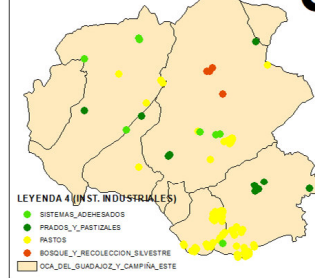 LEYENDA 4 (INST. INDUSTRIALES)
SISTEMAS_ADEHESADOS
PRADOS_Y_PASTIZALES
PASTOS
BOSQUE_Y_RECOLECCION_SILVESTRE
OCA_DEL_GUADAJOZ_Y_CAMPIÑA_ESTE